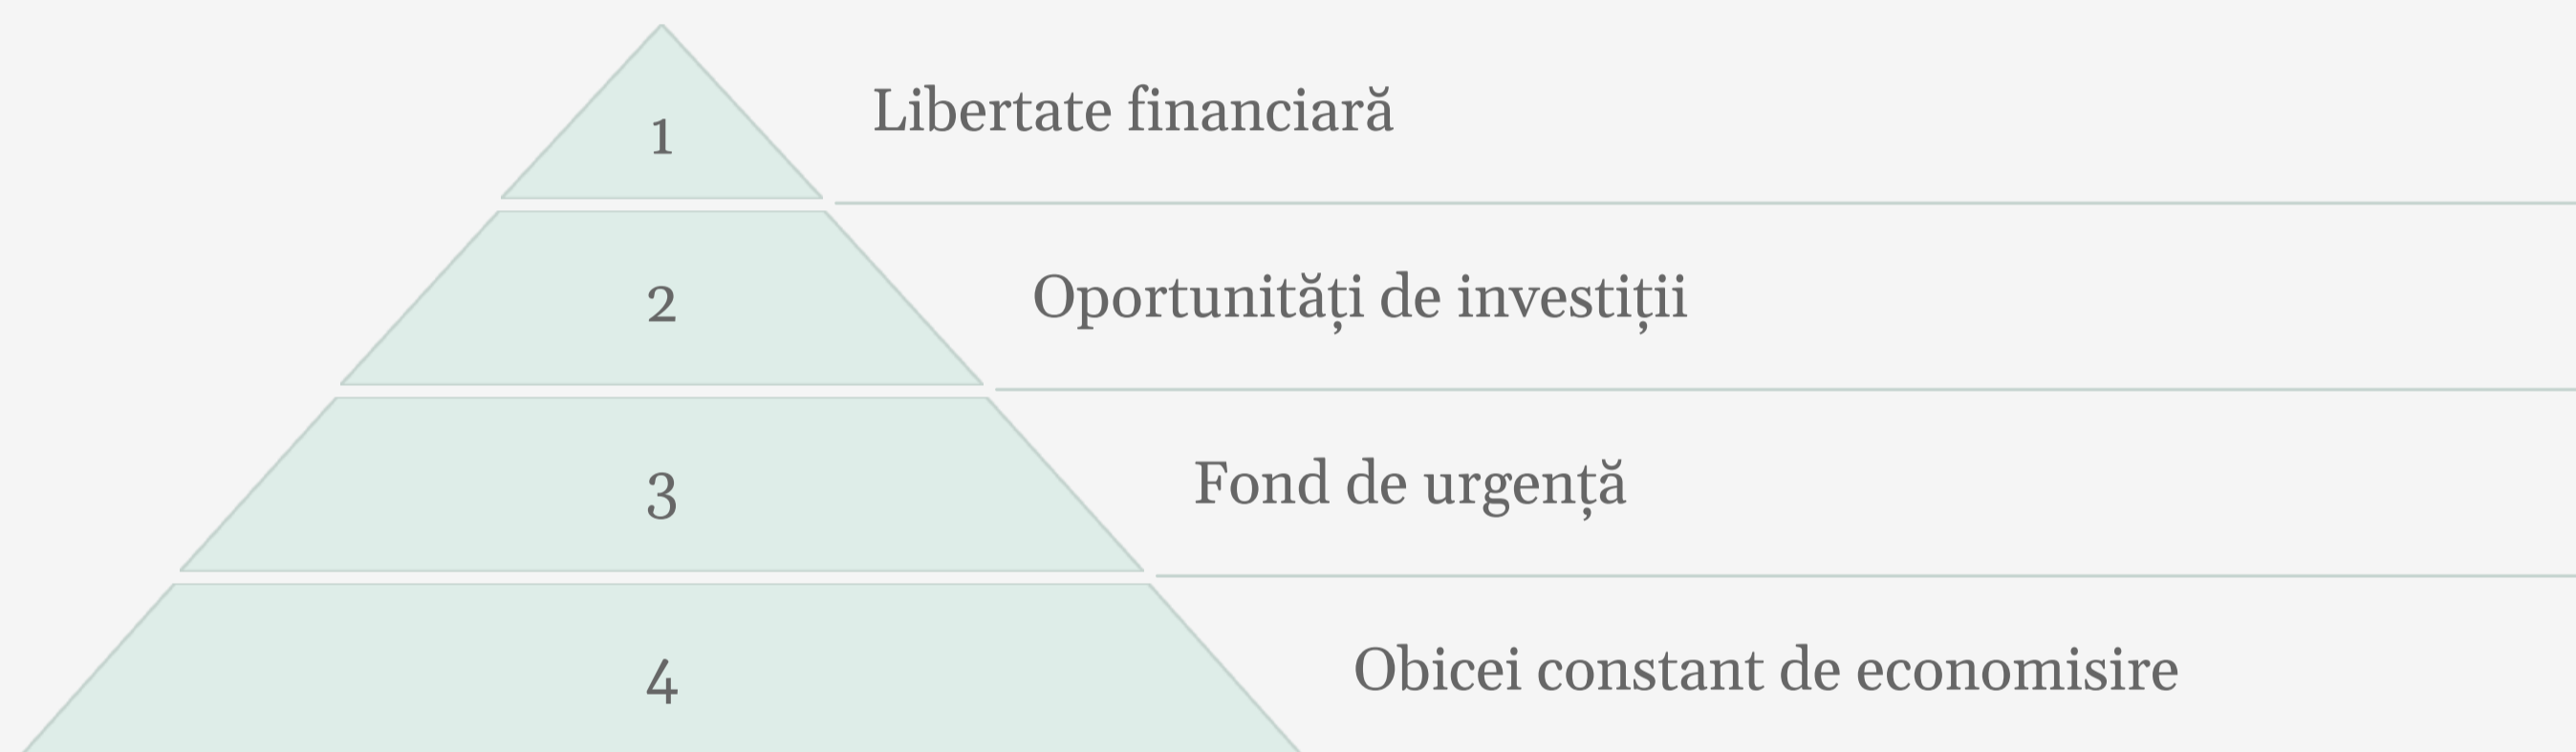 1
Libertate financiară
2
Oportunități de investiții
3
Fond de urgență
4
Obicei constant de economisire